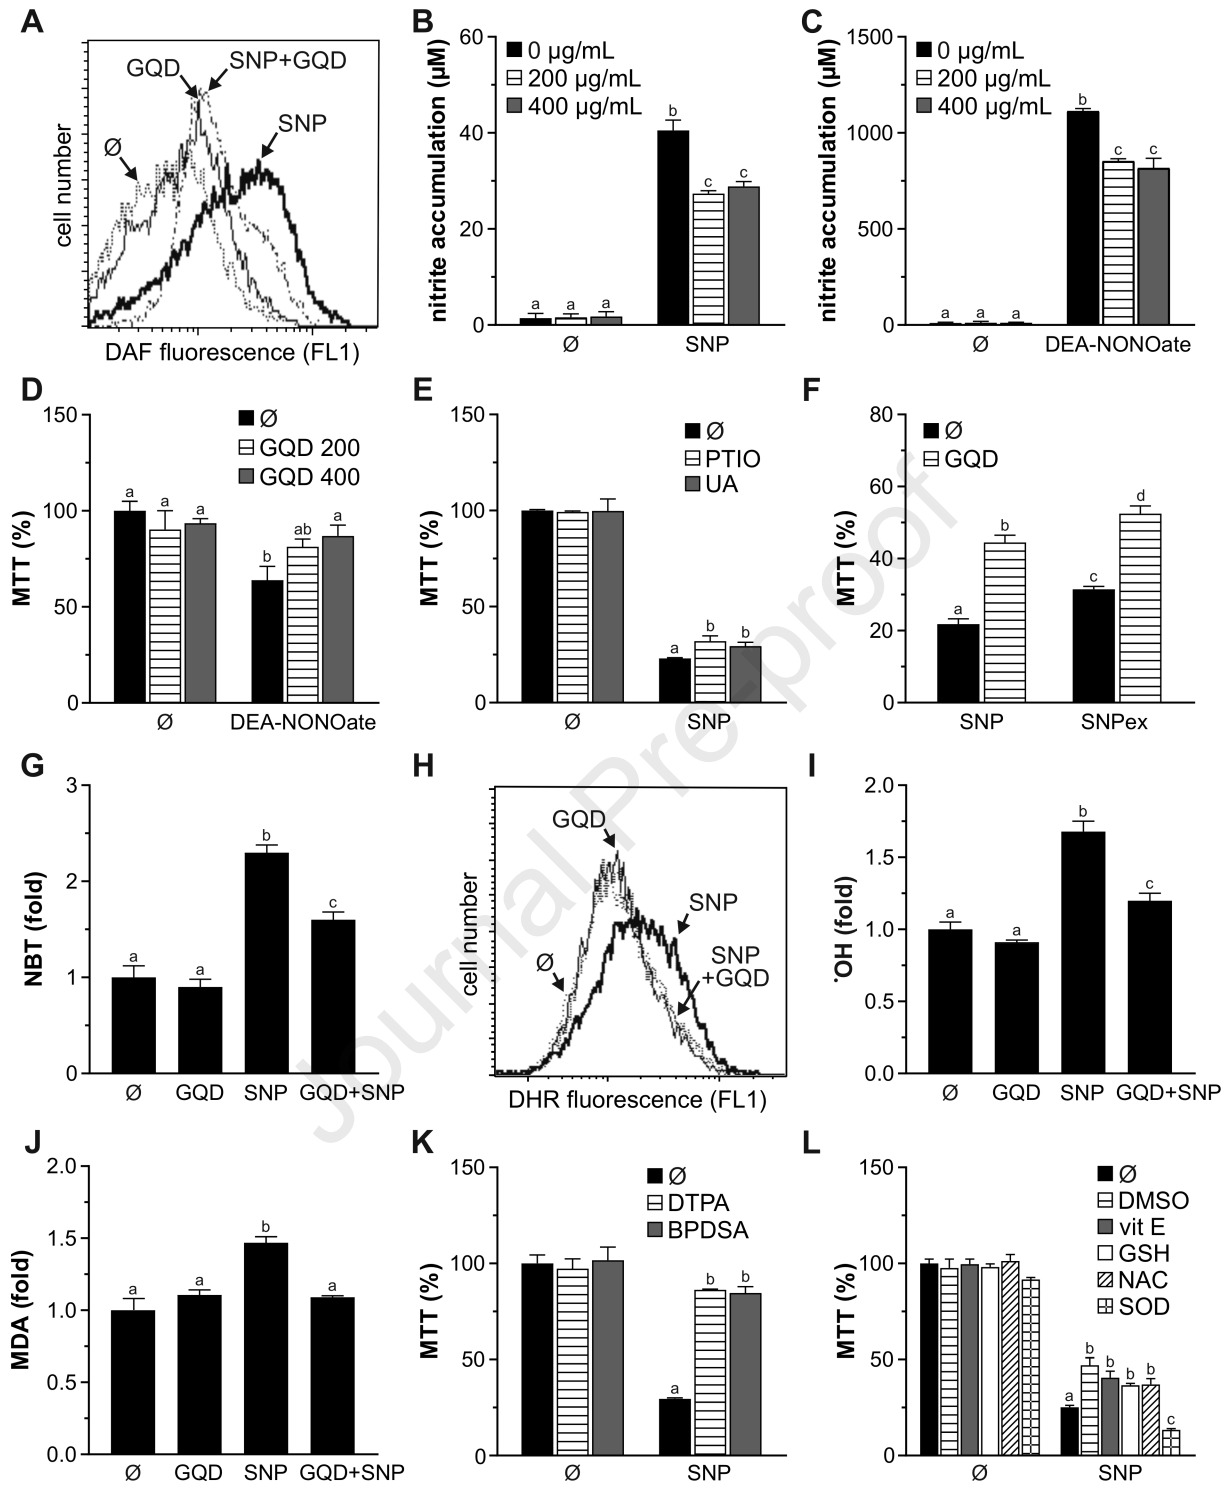 A
GQD
SNP+GQD
SNP
Ø
cell number
DAF fluorescence (FL1)
B
nitrite accumulation (µM)
60
40
20
0
0 µg/mL
200 µg/mL
400 µg/mL
a a a
b c c
Ø SNP
C
nitrite accumulation (µM)
1500
1000
500
0
0 µg/mL
200 µg/mL
400 µg/mL
a a a
b c c
Ø DEA-NONOate
D
MTT (%)
150
100
50
0
Ø
GQD 200
GQD 400
a a a
b ab a
Ø DEA-NONOate
E
MTT (%)
150
100
50
0
Ø
PTIO
UA
a b b
Ø SNP
F
MTT (%)
80
60
40
20
0
Ø
GQD
a b c d
SNP SNPex
G
NBT (fold)
3
2
1
0
a a b c
Ø GQD SNP GQD+SNP
H
cell number
GQD
SNP
SNP
+GQD
Ø
DHR fluorescence (FL1)
I
•OH (fold)
2.0
1.5
1.0
0.5
0.0
a a b c
Ø GQD SNP GQD+SNP
J
MDA (fold)
2.0
1.5
1.0
0.5
0.0
a a b a
Ø GQD SNP GQD+SNP
K
MTT (%)
150
100
50
0
Ø
DTPA
BPDSA
a b b
Ø SNP
L
MTT (%)
150
100
50
0
Ø
DMSO
vit E
GSH
NAC
SOD
a b b b b c
Ø SNP
Journal Pre-proof